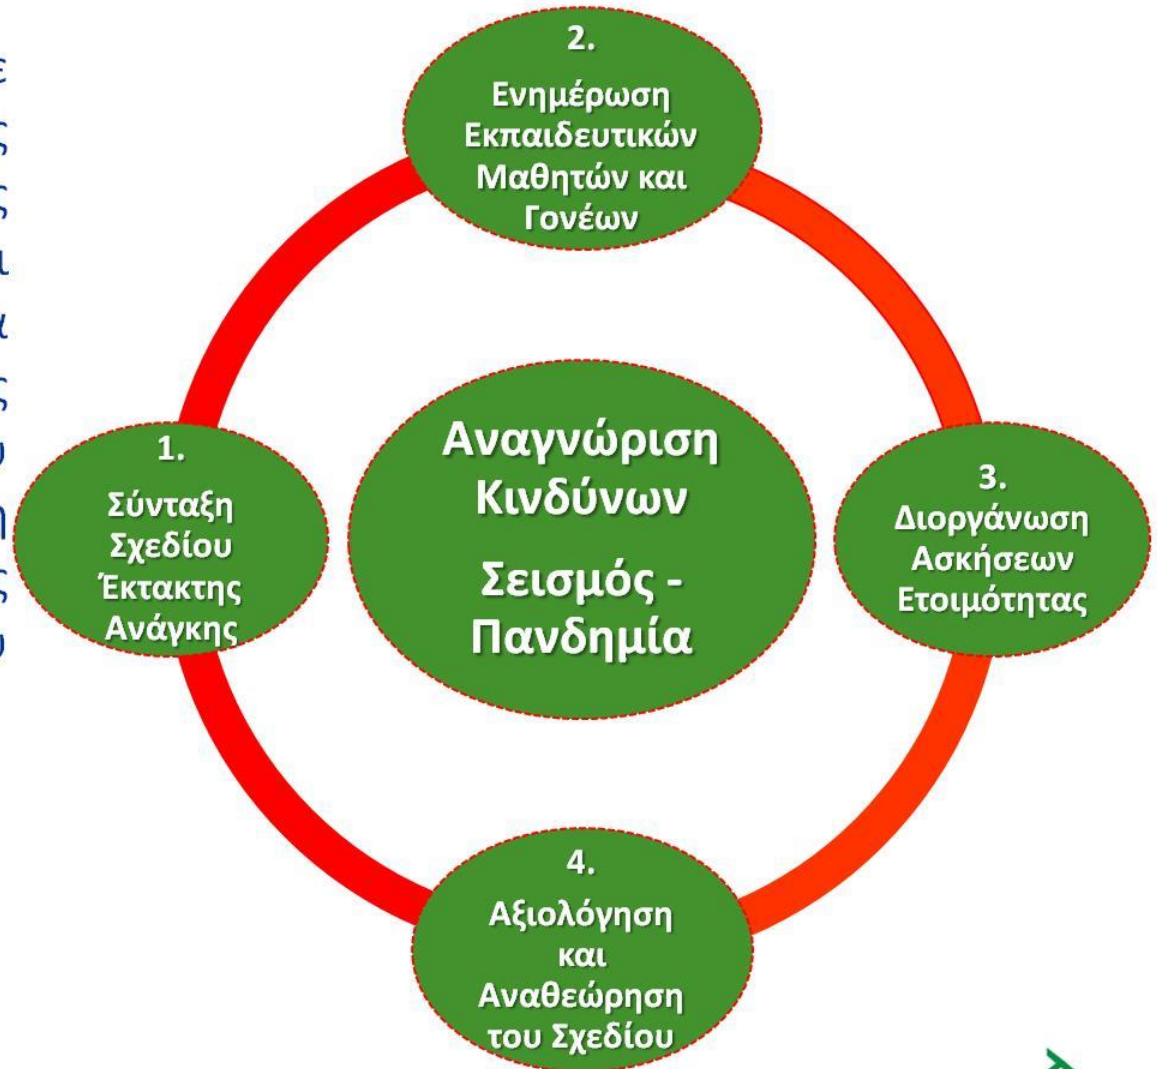 2.
Ενημέρωση
Εκπαιδευτικών
Μαθητών και
Γονέων
1.
Σύνταξη
Σχεδίου
Έκτακτης
Ανάγκης
Αναγνώριση
Κινδύνων
Σεισμός -
Πανδημία
3.
Διοργάνωση
Ασκήσεων
Ετοιμότητας
4.
Αξιολόγηση
και
Αναθεώρηση
του Σχεδίου